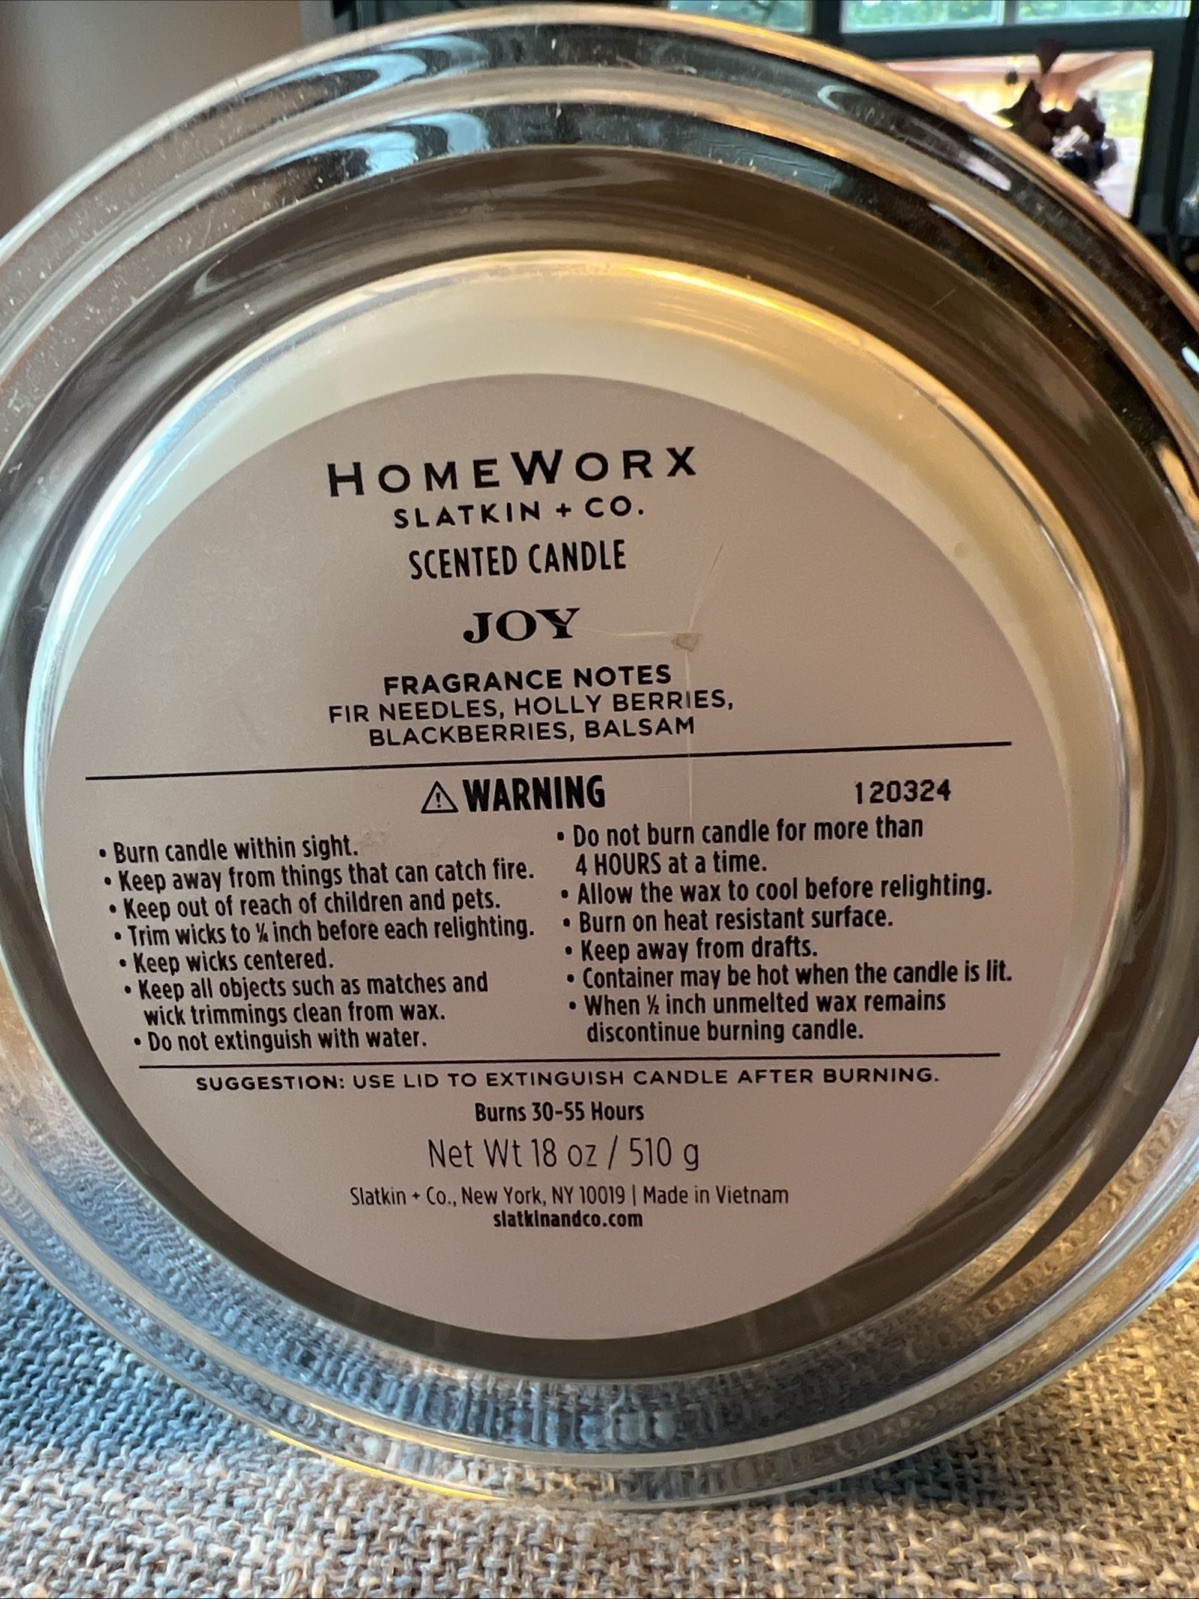 HOMEWORX
SLATKIN + CO.
SCENTED CANDLE
JOY
FRAGRANCE NOTES
FIR NEEDLES, HOLLY BERRIES,
BLACKBERRIES, BALSAM
⚠ WARNING
120324
• Burn candle within sight.
• Keep away from things that can catch fire.
• Keep out of reach of children and pets.
• Trim wicks to ¼ inch before each relighting.
• Keep wicks centered.
• Keep all objects such as matches and
wick trimmings clean from wax.
• Do not extinguish with water.
• Do not burn candle for more than
4 HOURS at a time.
• Allow the wax to cool before relighting.
• Burn on heat resistant surface.
• Keep away from drafts.
• Container may be hot when the candle is lit.
• When ½ inch unmelted wax remains
discontinue burning candle.
SUGGESTION: USE LID TO EXTINGUISH CANDLE AFTER BURNING.
Burns 30-55 Hours
Net Wt 18 oz / 510 g
Slatkin + Co., New York, NY 10019 | Made in Vietnam
slatkinandco.com